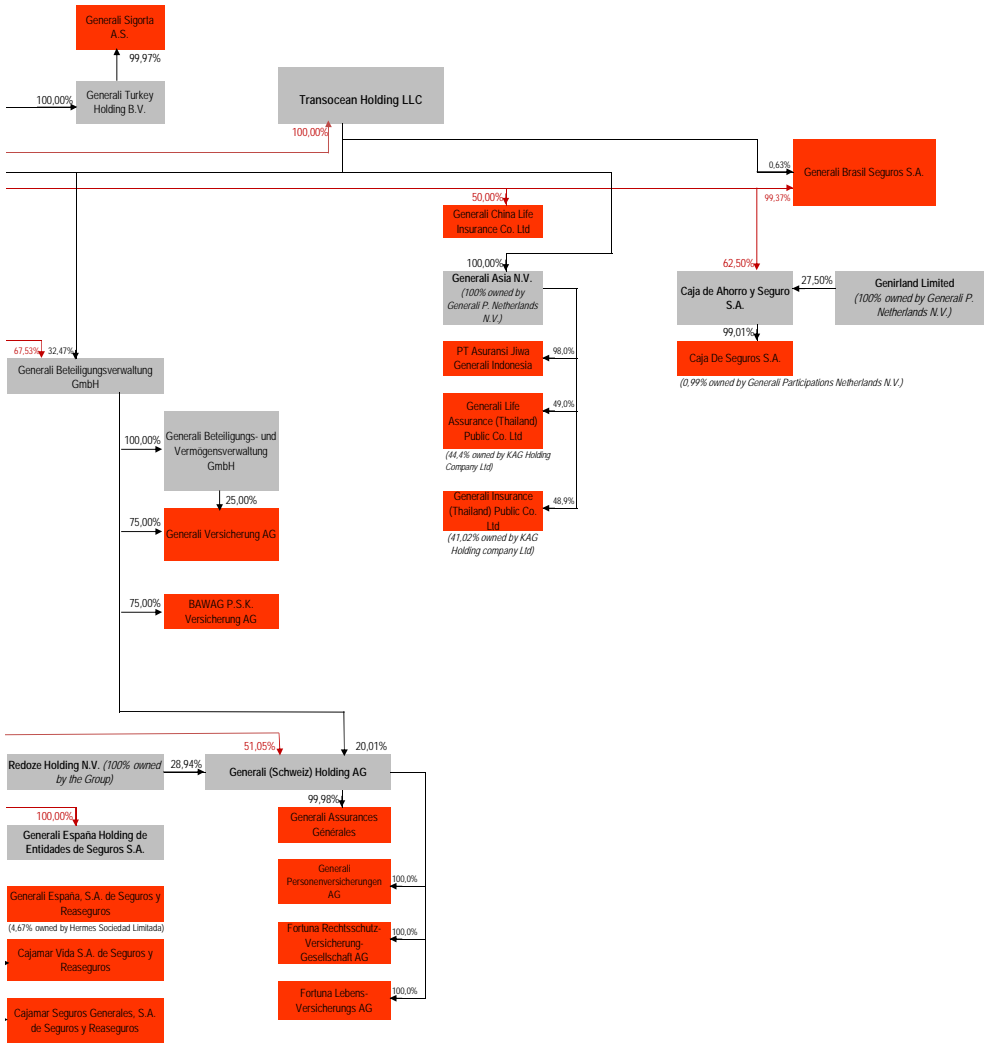 Generali Sigorta
A.S.
99,97%
100,00%
Generali Turkey
Holding B.V.
Transocean Holding LLC
100,00%
0,63%
Generali Brasil Seguros S.A.
99,37%
50,00%
Generali China Life
Insurance Co. Ltd
100,00%
Generali Asia N.V.
(100% owned by
Generali P. Netherlands
N.V.)
62,50%
Caja de Ahorro y Seguro
S.A.
27,50%
Genirland Limited
(100% owned by Generali P.
Netherlands N.V.)
99,01%
Caja De Seguros S.A.
(0,99% owned by Generali Participations Netherlands N.V.)
67,53%
32,47%
Generali Beteiligungsverwaltung
GmbH
PT Asuransi Jiwa
Generali Indonesia
98,0%
Generali Life
Assurance (Thailand)
Public Co. Ltd
49,0%
(44,4% owned by KAG Holding
Company Ltd)
Generali Insurance
(Thailand) Public Co.
Ltd
48,9%
(41,02% owned by KAG
Holding company Ltd)
100,00%
Generali Beteiligungs- und
Vermögensverwaltung
GmbH
25,00%
75,00%
Generali Versicherung AG
75,00%
BAWAG P.S.K.
Versicherung AG
51,05%
20,01%
Redoze Holding N.V. (100% owned
by the Group)
28,94%
Generali (Schweiz) Holding AG
99,98%
Generali Assurances
Générales
100,00%
Generali España Holding de
Entidades de Seguros S.A.
Generali
Personenversicherungen
AG
100,0%
Generali España, S.A. de Seguros y
Reaseguros
(4,67% owned by Hermes Sociedad Limitada)
Fortuna Rechtsschutz-
Versicherung-
Gesellschaft AG
100,0%
Cajamar Vida S.A. de Seguros y
Reaseguros
Fortuna Lebens-
Versicherungs AG
100,0%
Cajamar Seguros Generales, S.A.
de Seguros y Reaseguros